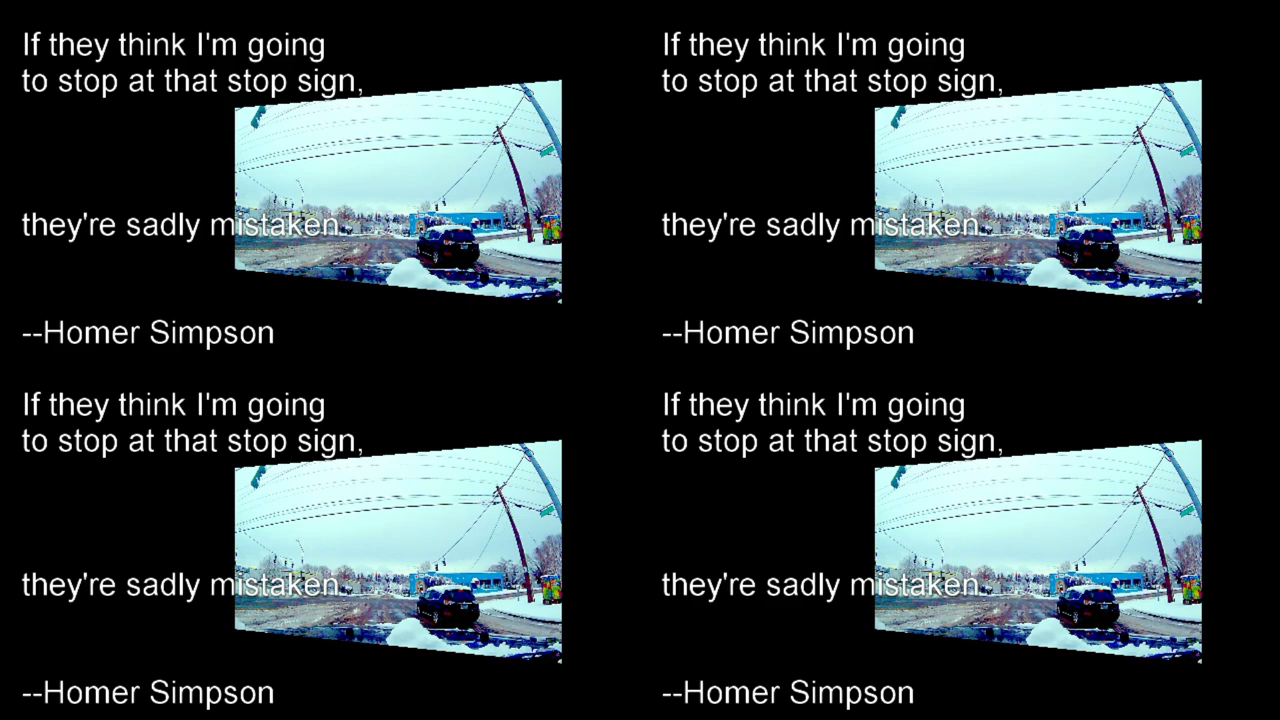 If they think I'm going
to stop at that stop sign,
they're sadly mistaken.
--Homer Simpson
If they think I'm going
to stop at that stop sign,
they're sadly mistaken.
--Homer Simpson
If they think I'm going
to stop at that stop sign,
they're sadly mistaken.
--Homer Simpson
If they think I'm going
to stop at that stop sign,
they're sadly mistaken.
--Homer Simpson